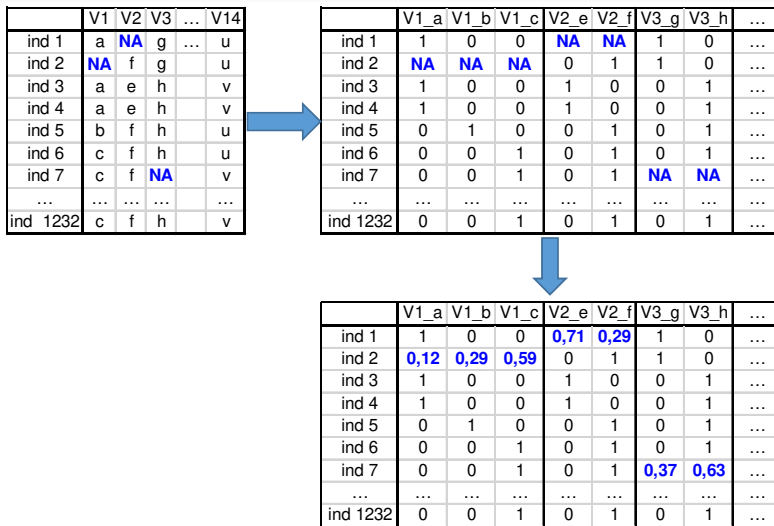 V1 V2 V3 … V14
ind 1 a NA g … u
ind 2 NA f g u
ind 3 a e h v
ind 4 a e h v
ind 5 b f h u
ind 6 c f h u
ind 7 c f NA v
… … … … …
ind 1232 c f h v
V1_a V1_b V1_c V2_e V2_f V3_g V3_h …
ind 1 1 0 0 NA NA 1 0 …
ind 2 NA NA NA 0 1 1 0 …
ind 3 1 0 0 1 0 0 1 …
ind 4 1 0 0 1 0 0 1 …
ind 5 0 1 0 0 1 0 1 …
ind 6 0 0 1 0 1 0 1 …
ind 7 0 0 1 0 1 NA NA …
… … … … … … … … …
ind 1232 0 0 1 0 1 0 1 …
V1_a V1_b V1_c V2_e V2_f V3_g V3_h …
ind 1 1 0 0 0,71 0,29 1 0 …
ind 2 0,12 0,29 0,59 0 1 1 0 …
ind 3 1 0 0 1 0 0 1 …
ind 4 1 0 0 1 0 0 1 …
ind 5 0 1 0 0 1 0 1 …
ind 6 0 0 1 0 1 0 1 …
ind 7 0 0 1 0 1 0,37 0,63 …
… … … … … … … … …
ind 1232 0 0 1 0 1 0 1 …